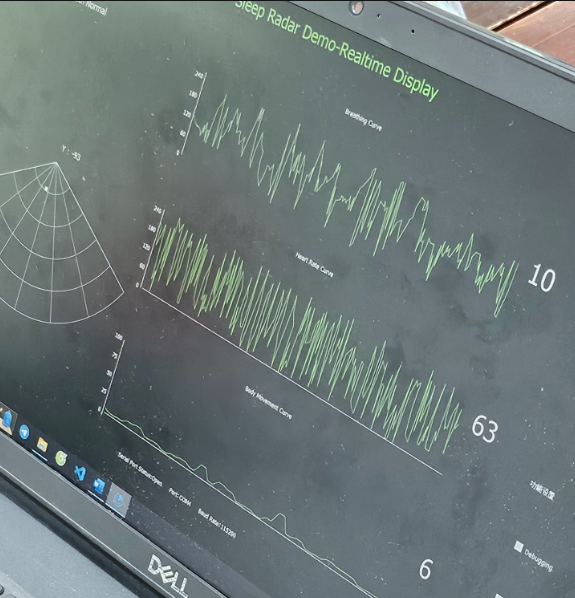 Normal
Sleep Radar Demo-Realtime Display
Y : -53
Breathing Curve
240
180
120
60
0
10
Heart Rate Curve
240
180
120
60
0
63
Body Movement Curve
100
75
50
25
0
6
Serial Port Status:Open
Port: COM4
Baud Rate:115200
功能设置
Debugging
DELL